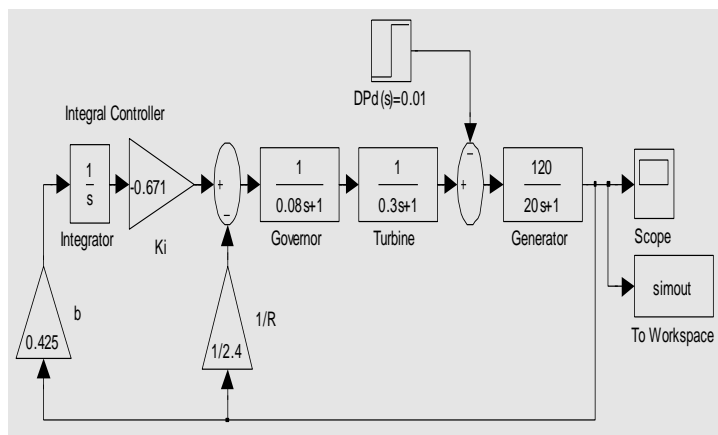 DPd (s)=0.01
Integral Controller
1
s
-0.671
+
−
1
0.08s+1
1
0.3s+1
−
+
120
20s+1
Integrator
Ki
Governor
Turbine
Generator
Scope
b
0.425
1/R
1/2.4
simout
To Workspace